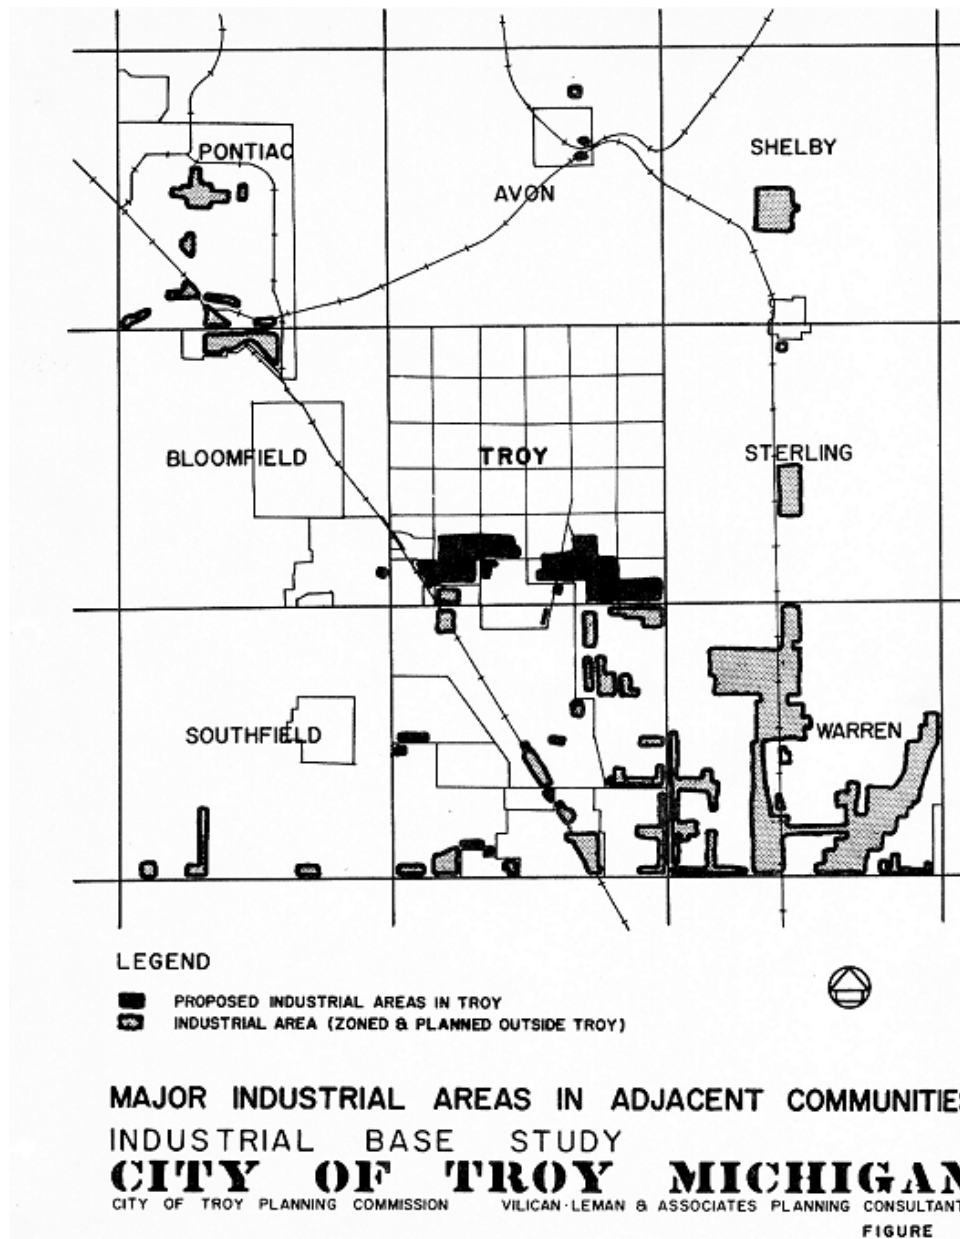 PONTIAC
SHELBY
AVON
BLOOMFIELD
TROY
STERLING
SOUTHFIELD
WARREN
LEGEND
PROPOSED INDUSTRIAL AREAS IN TROY
INDUSTRIAL AREA (ZONED & PLANNED OUTSIDE TROY)
MAJOR INDUSTRIAL AREAS IN ADJACENT COMMUNITIES
INDUSTRIAL BASE STUDY
CITY OF TROY MICHIGAN
CITY OF TROY PLANNING COMMISSION VILICAN-LEMAN & ASSOCIATES PLANNING CONSULTANT
FIGURE